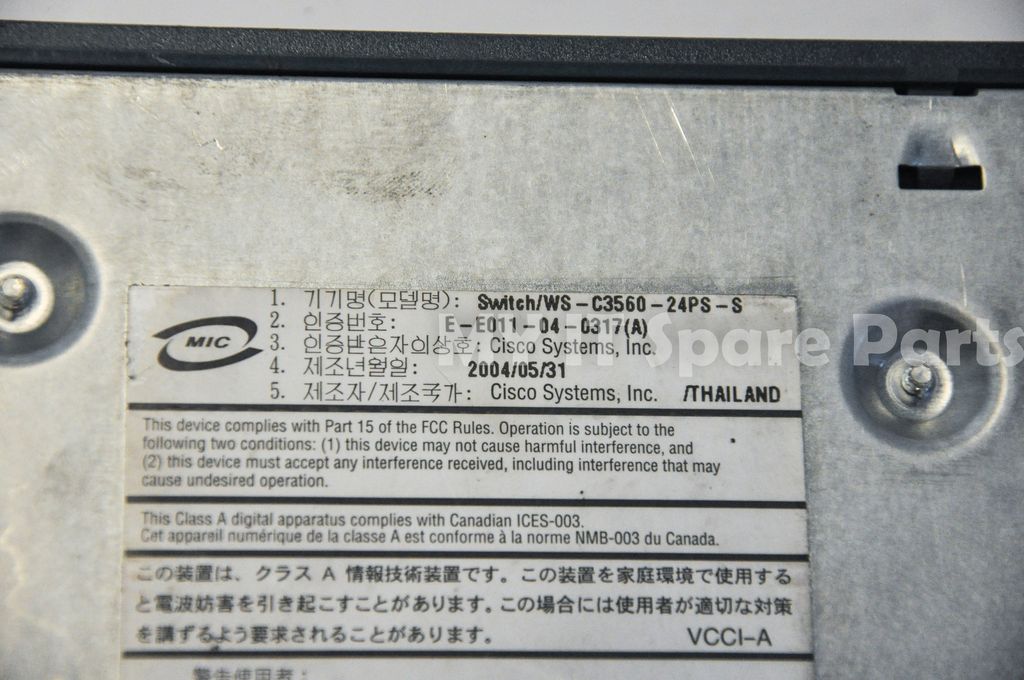 MIC
1. 기기명(모델명): Switch/WS-C3560-24PS-S
2. 인증번호: E-E011-04-0317(A)
3. 인증받은자의상호: Cisco Systems, Inc.
4. 제조년월일: 2004/05/31
5. 제조자/제조국가: Cisco Systems, Inc. /THAILAND
This device complies with Part 15 of the FCC Rules. Operation is subject to the
following two conditions: (1) this device may not cause harmful interference, and
(2) this device must accept any interference received, including interference that may
cause undesired operation.
This Class A digital apparatus complies with Canadian ICES-003.
Cet appareil numérique de la classe A est conforme à la norme NMB-003 du Canada.
この装置は、クラス A 情報技術装置です。この装置を家庭環境で使用する
と電波妨害を引き起こすことがあります。この場合には使用者が適切な対策
を講ずるよう要求されることがあります。 VCCI-A
警告使用者:
Spare Parts